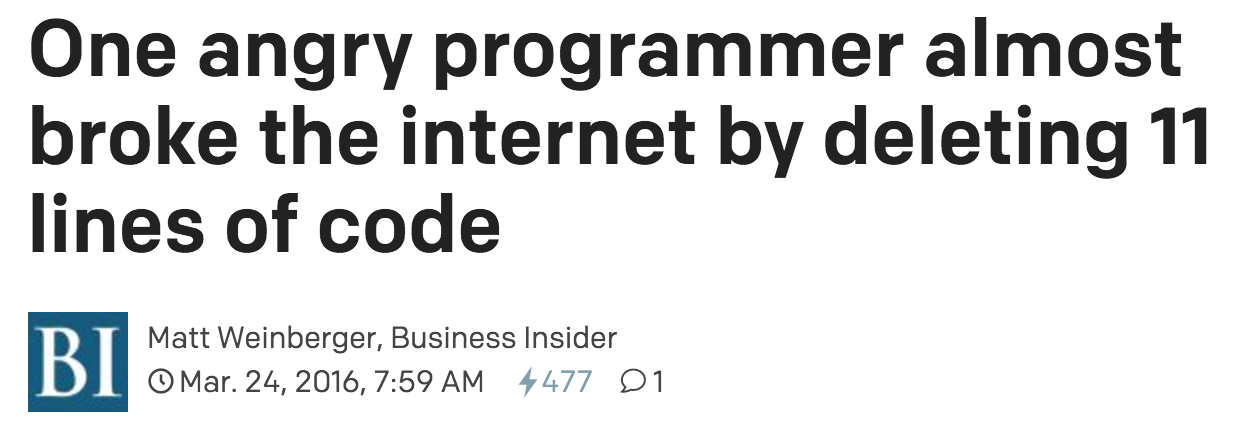 One angry programmer almost
broke the internet by deleting 11
lines of code
BI
Matt Weinberger, Business Insider
Mar. 24, 2016, 7:59 AM 477 1